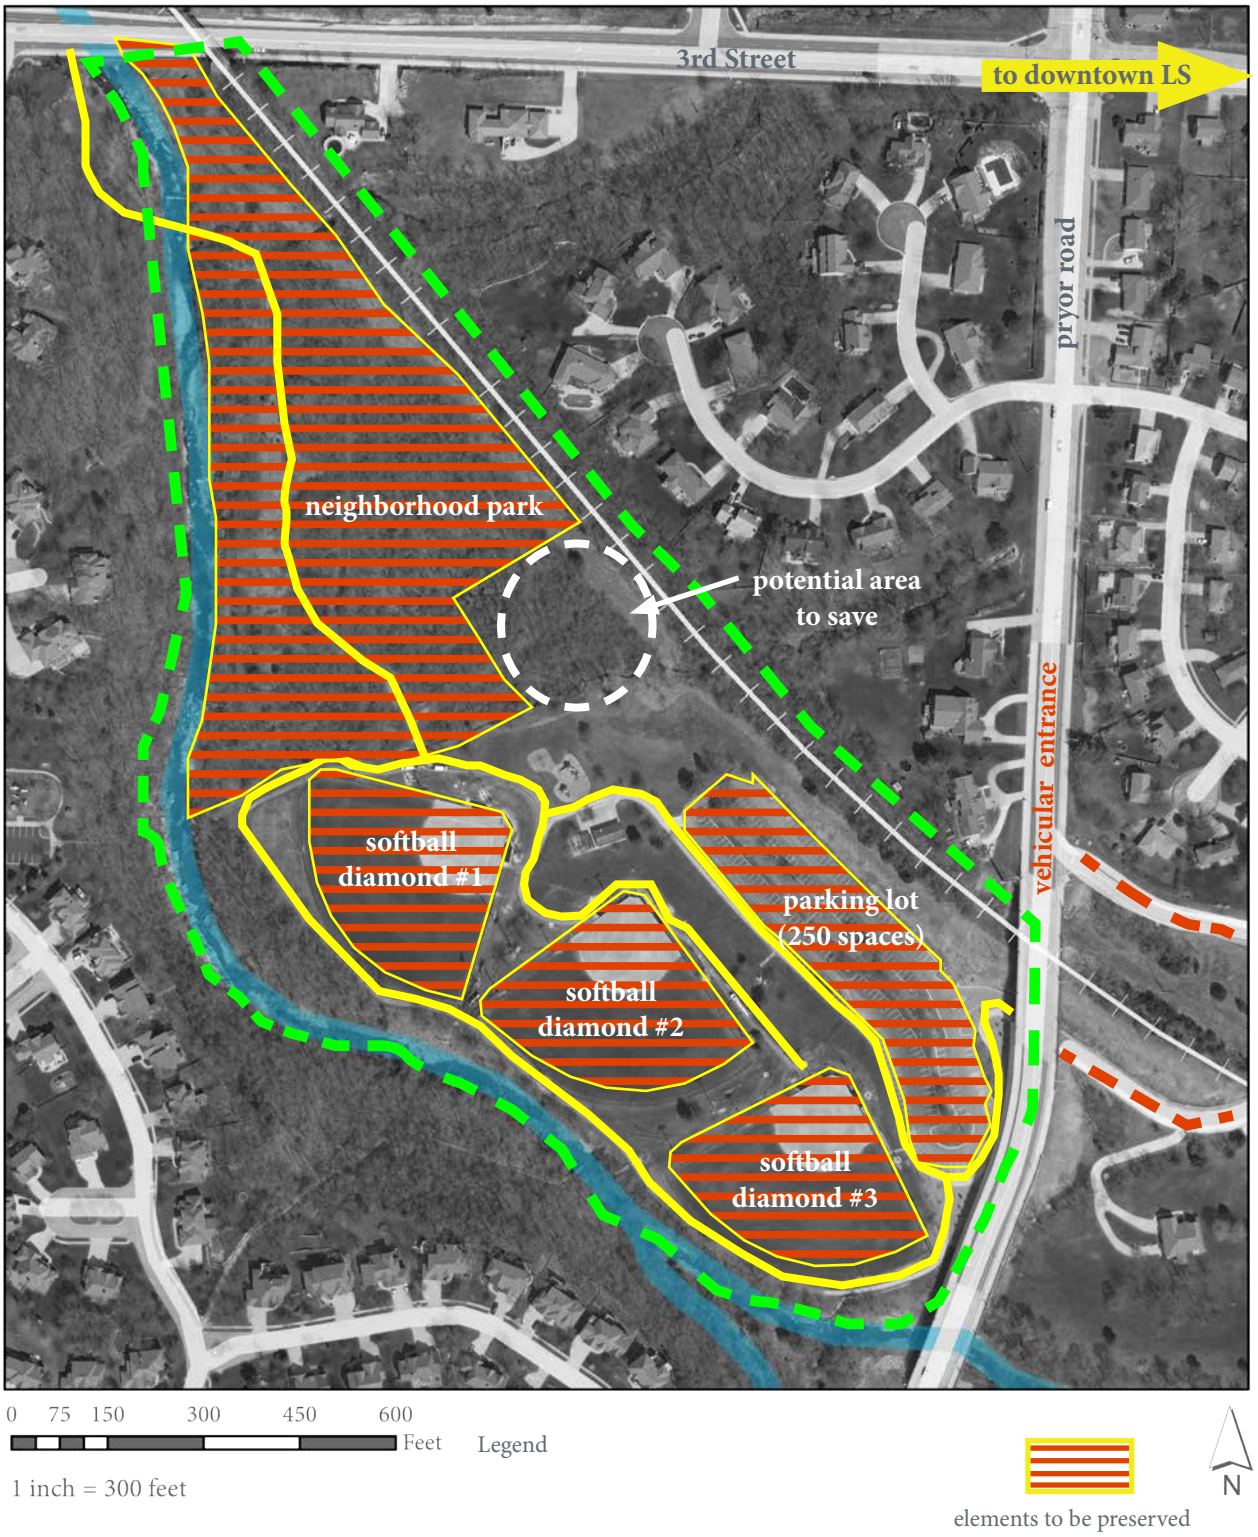 3rd Street
to downtown LS
pryor road
neighborhood park
potential area
to save
vehicular entrance
softball
diamond #1
parking lot
(250 spaces)
softball
diamond #2
softball
diamond #3
0 75 150 300 450 600
Feet
Legend
1 inch = 300 feet
N
elements to be preserved